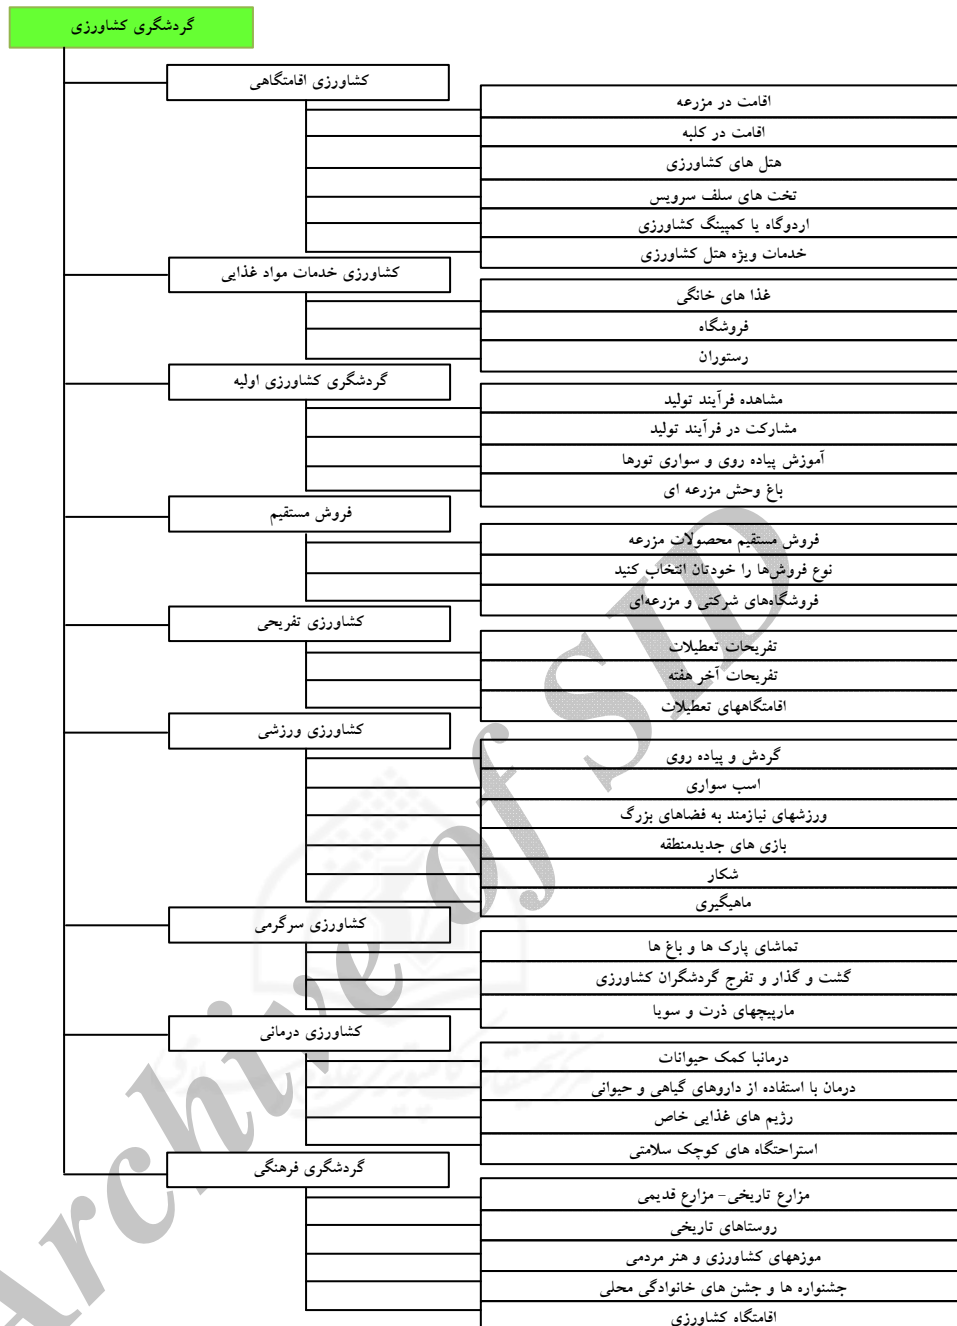 گردشگری کشاورزی
کشاورزی اقامتگاهی
اقامت در مزرعه
اقامت در کلبه
هتل های کشاورزی
تخت های سلف سرویس
اردوگاه یا کمپینگ کشاورزی
خدمات ویژه هتل کشاورزی
کشاورزی خدمات مواد غذایی
غذا های خانگی
فروشگاه
رستوران
گردشگری کشاورزی اولیه
مشاهده فرآیند تولید
مشارکت در فرآیند تولید
آموزش پیاده روی و سواری تورها
باغ وحش مزرعه ای
فروش مستقیم
فروش مستقیم محصولات مزرعه
نوع فروش‌ها را خودتان انتخاب کنید
فروشگاه‌های شرکتی و مزرعه‌ای
کشاورزی تفریحی
تفریحات تعطیلات
تفریحات آخر هفته
اقامتگاههای تعطیلات
کشاورزی ورزشی
گردش و پیاده روی
اسب سواری
ورزشهای نیازمند به فضاهای بزرگ
بازی های جدیدمنطقه
شکار
ماهیگیری
کشاورزی سرگرمی
تماشای پارک ها و باغ ها
گشت و گذار و تفرج گردشگران کشاورزی
مارپیچهای ذرت و سویا
کشاورزی درمانی
درمانبا کمک حیوانات
درمان با استفاده از داروهای گیاهی و حیوانی
رژیم های غذایی خاص
استراحتگاه های کوچک سلامتی
گردشگری فرهنگی
مزارع تاریخی- مزارع قدیمی
روستاهای تاریخی
موزههای کشاورزی و هنر مردمی
جشنواره ها و جشن های خانوادگی محلی
اقامتگاه کشاورزی
Archive of SID